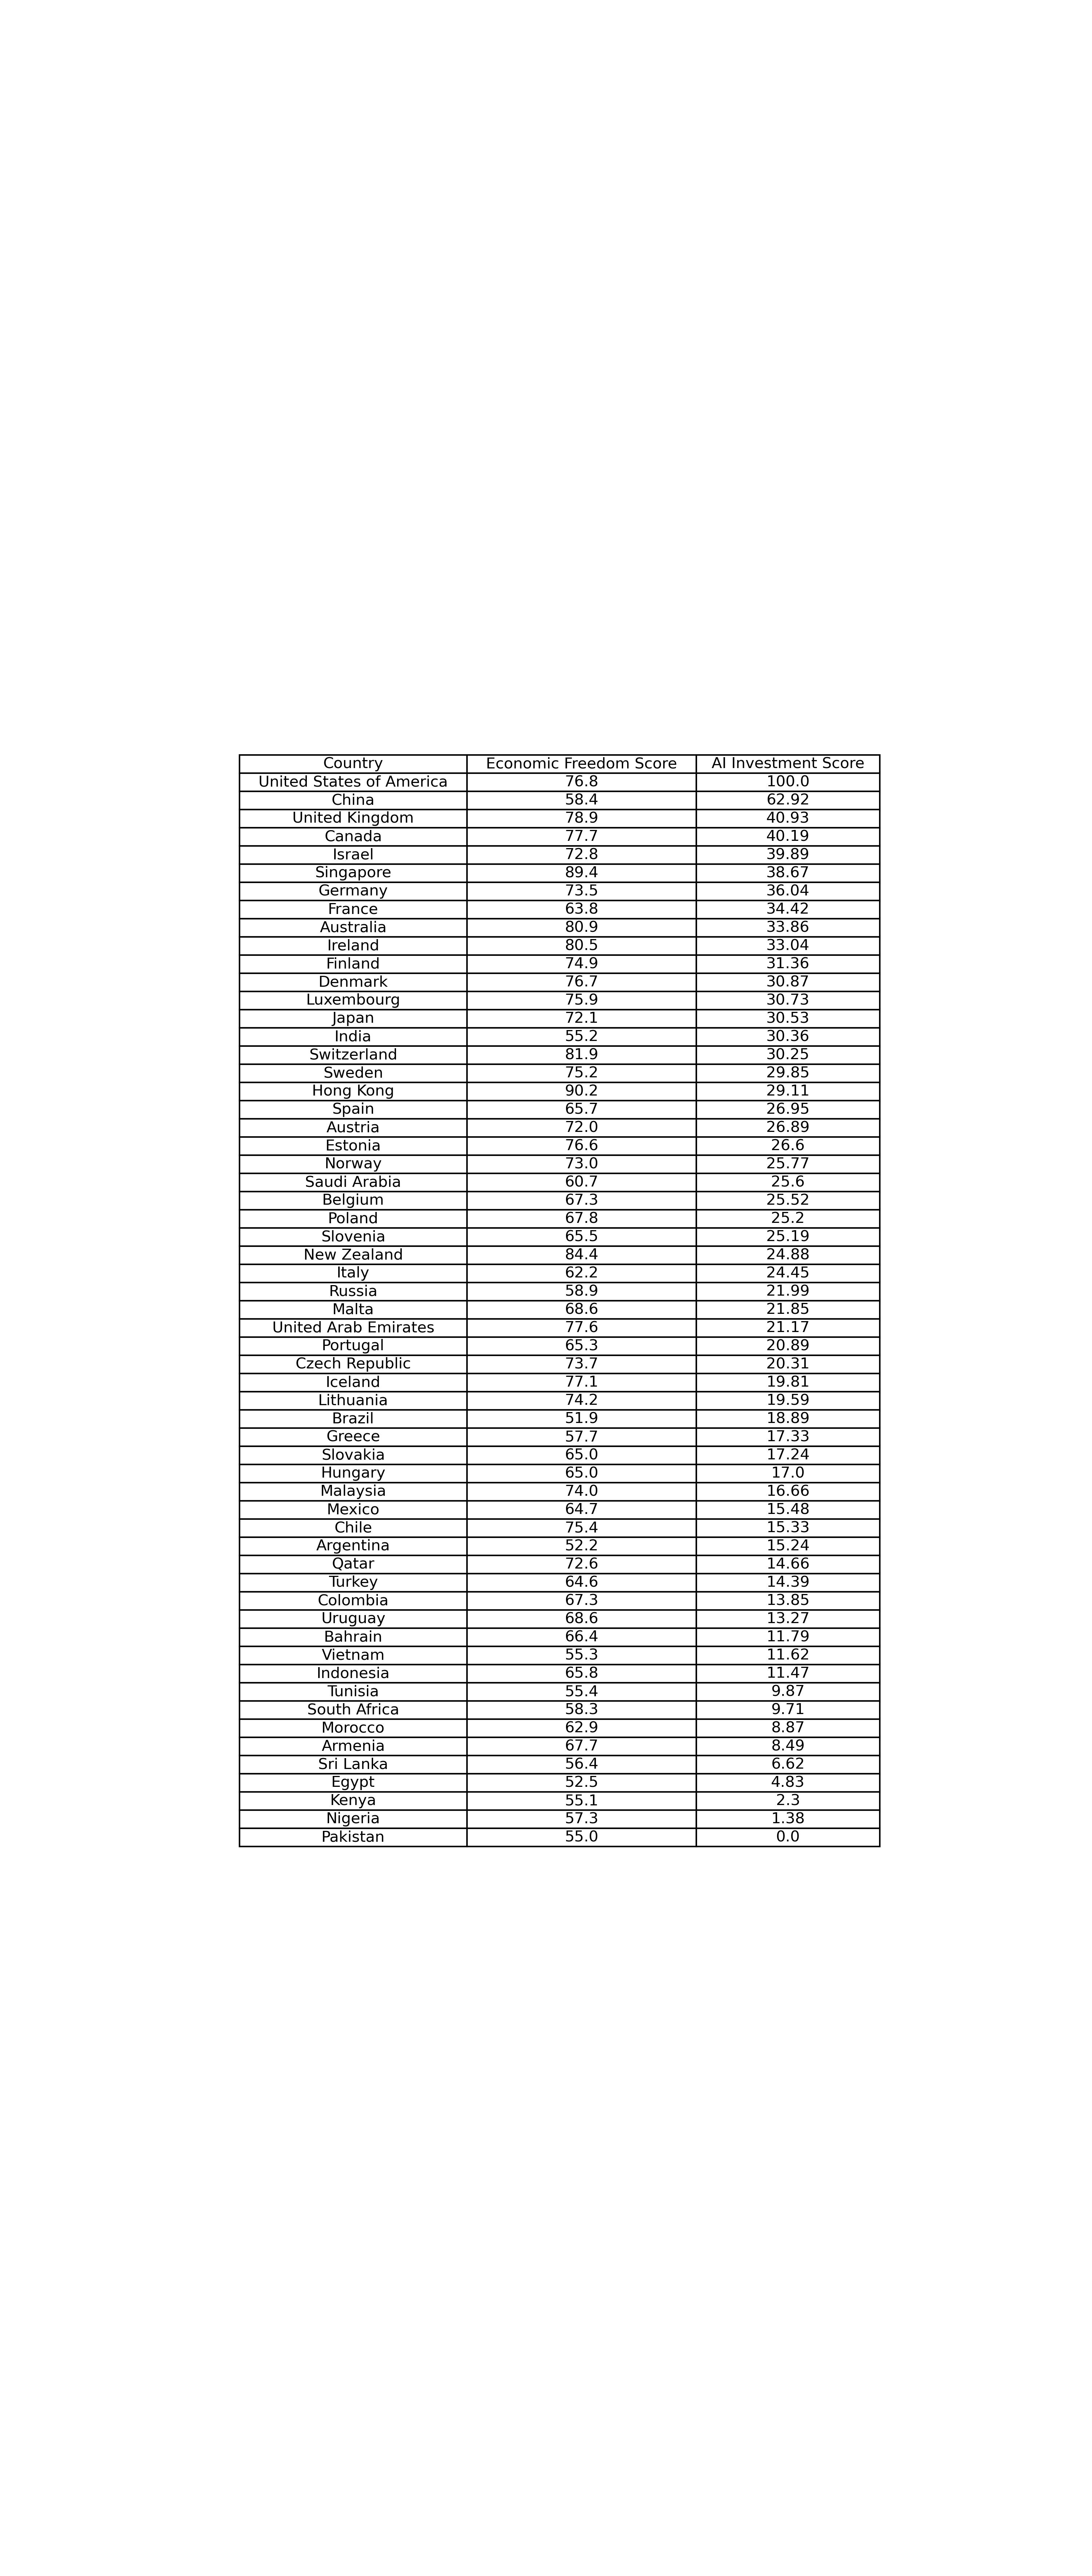 Country Economic Freedom Score AI Investment Score
United States of America 76.8 100.0
China 58.4 62.92
United Kingdom 78.9 40.93
Canada 77.7 40.19
Israel 72.8 39.89
Singapore 89.4 38.67
Germany 73.5 36.04
France 63.8 34.42
Australia 80.9 33.86
Ireland 80.5 33.04
Finland 74.9 31.36
Denmark 76.7 30.87
Luxembourg 75.9 30.73
Japan 72.1 30.53
India 55.2 30.36
Switzerland 81.9 30.25
Sweden 75.2 29.85
Hong Kong 90.2 29.11
Spain 65.7 26.95
Austria 72.0 26.89
Estonia 76.6 26.6
Norway 73.0 25.77
Saudi Arabia 60.7 25.6
Belgium 67.3 25.52
Poland 67.8 25.2
Slovenia 65.5 25.19
New Zealand 84.4 24.88
Italy 62.2 24.45
Russia 58.9 21.99
Malta 68.6 21.85
United Arab Emirates 77.6 21.17
Portugal 65.3 20.89
Czech Republic 73.7 20.31
Iceland 77.1 19.81
Lithuania 74.2 19.59
Brazil 51.9 18.89
Greece 57.7 17.33
Slovakia 65.0 17.24
Hungary 65.0 17.0
Malaysia 74.0 16.66
Mexico 64.7 15.48
Chile 75.4 15.33
Argentina 52.2 15.24
Qatar 72.6 14.66
Turkey 64.6 14.39
Colombia 67.3 13.85
Uruguay 68.6 13.27
Bahrain 66.4 11.79
Vietnam 55.3 11.62
Indonesia 65.8 11.47
Tunisia 55.4 9.87
South Africa 58.3 9.71
Morocco 62.9 8.87
Armenia 67.7 8.49
Sri Lanka 56.4 6.62
Egypt 52.5 4.83
Kenya 55.1 2.3
Nigeria 57.3 1.38
Pakistan 55.0 0.0